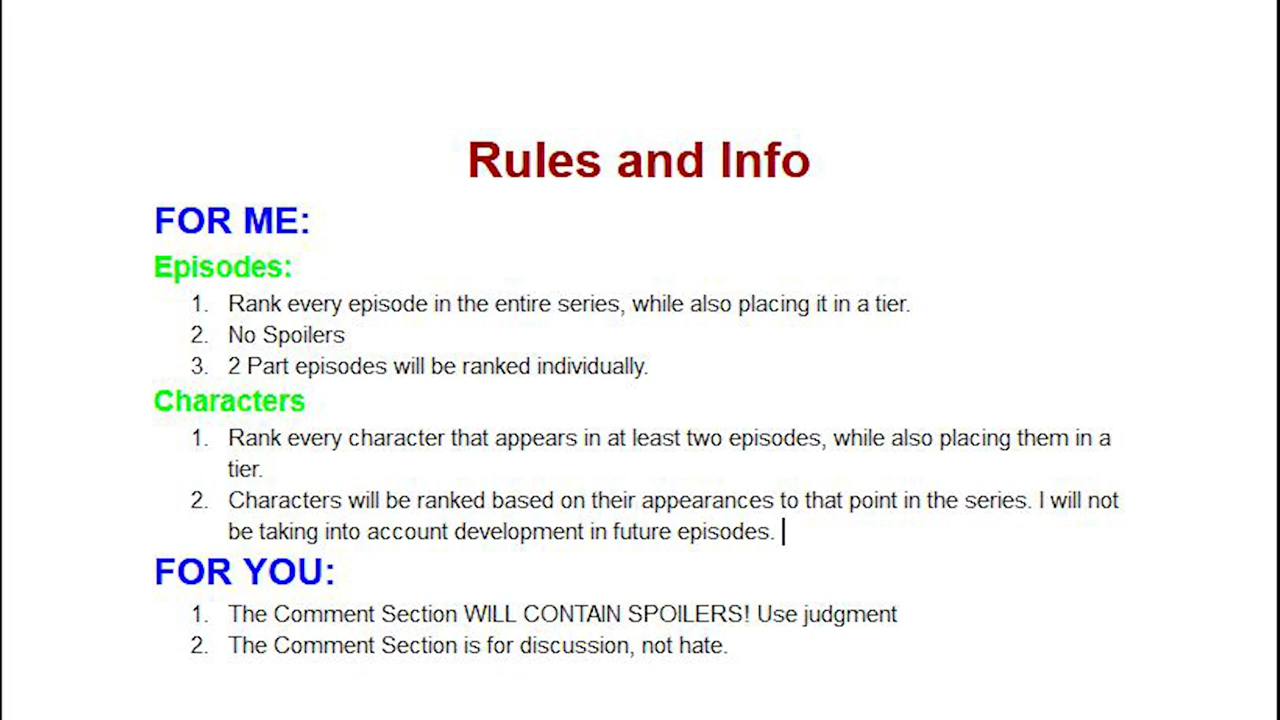 Rules and Info
FOR ME:
Episodes:
1. Rank every episode in the entire series, while also placing it in a tier.
2. No Spoilers
3. 2 Part episodes will be ranked individually.
Characters
1. Rank every character that appears in at least two episodes, while also placing them in a
tier.
2. Characters will be ranked based on their appearances to that point in the series. I will not
be taking into account development in future episodes.
FOR YOU:
1. The Comment Section WILL CONTAIN SPOILERS! Use judgment
2. The Comment Section is for discussion, not hate.